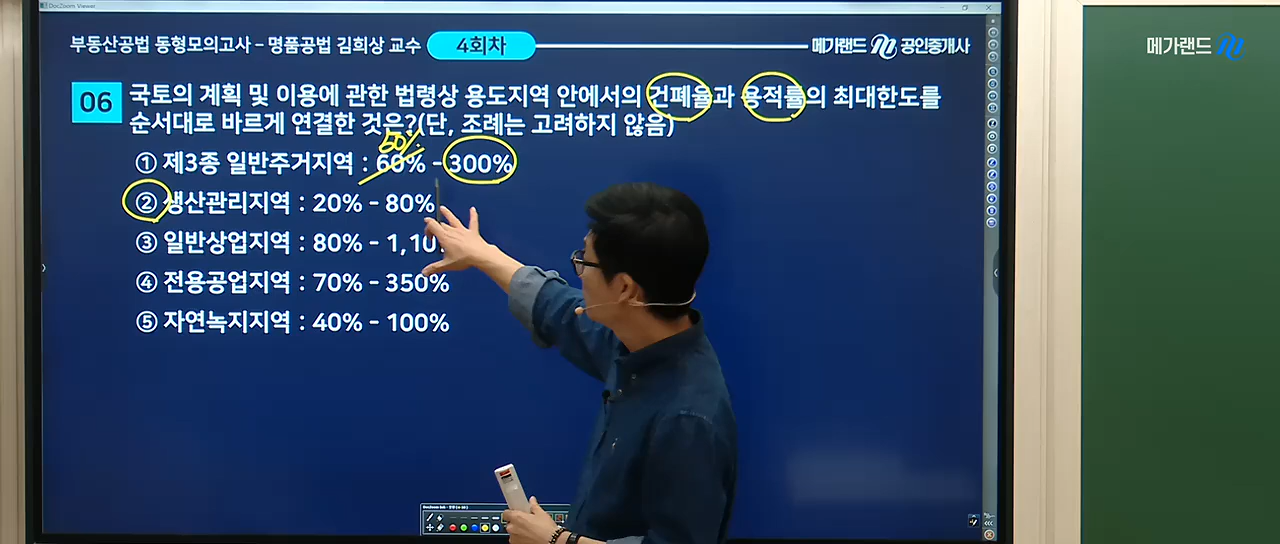 DocZoom Viewer
부동산공법 동형모의고사 - 명품공법 김희상 교수 4회차 메가랜드 공인중개사
메가랜드
06 국토의 계획 및 이용에 관한 법령상 용도지역 안에서의 건폐율과 용적률의 최대한도를
순서대로 바르게 연결한 것은?(단, 조례는 고려하지 않음)
50%
① 제3종 일반주거지역 : 60% - 300%
② 생산관리지역 : 20% - 80%
③ 일반상업지역 : 80% - 1,10
④ 전용공업지역 : 70% - 350%
⑤ 자연녹지지역 : 40% - 100%